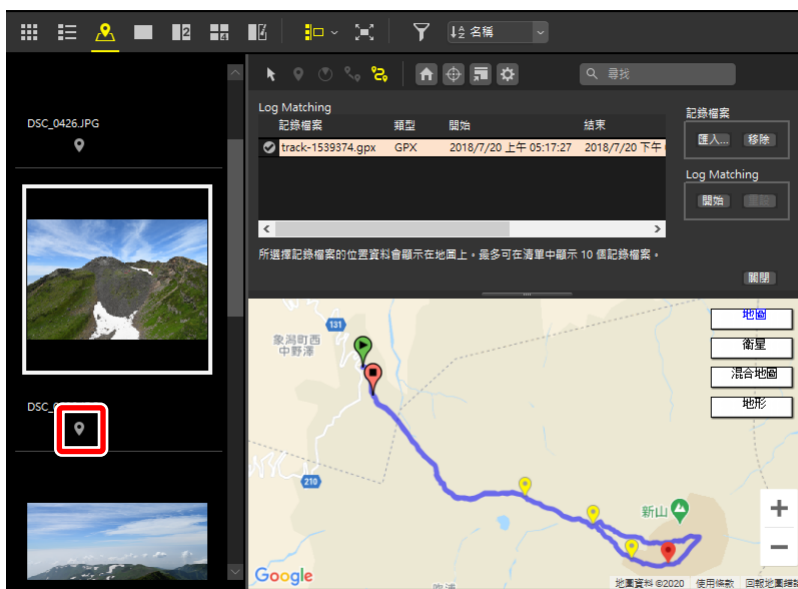 2
4
名稱
DSC_0426.JPG
尋找
Log Matching
記錄檔案 類型 開始 結束
track-1539374.gpx GPX 2018/7/20 上午 05:17:27 2018/7/20 下午
記錄檔案
匯入... 移除
Log Matching
開始
所選擇記錄檔案的位置資料會顯示在地圖上。最多可在清單中顯示 10 個記錄檔案。
關閉
DSC_
地圖
衛星
混合地圖
地形
131
象潟町西
中野澤
210
新山
+
−
Google
吹浦
地圖資料 ©2020 使用條款 回報地圖錯誤